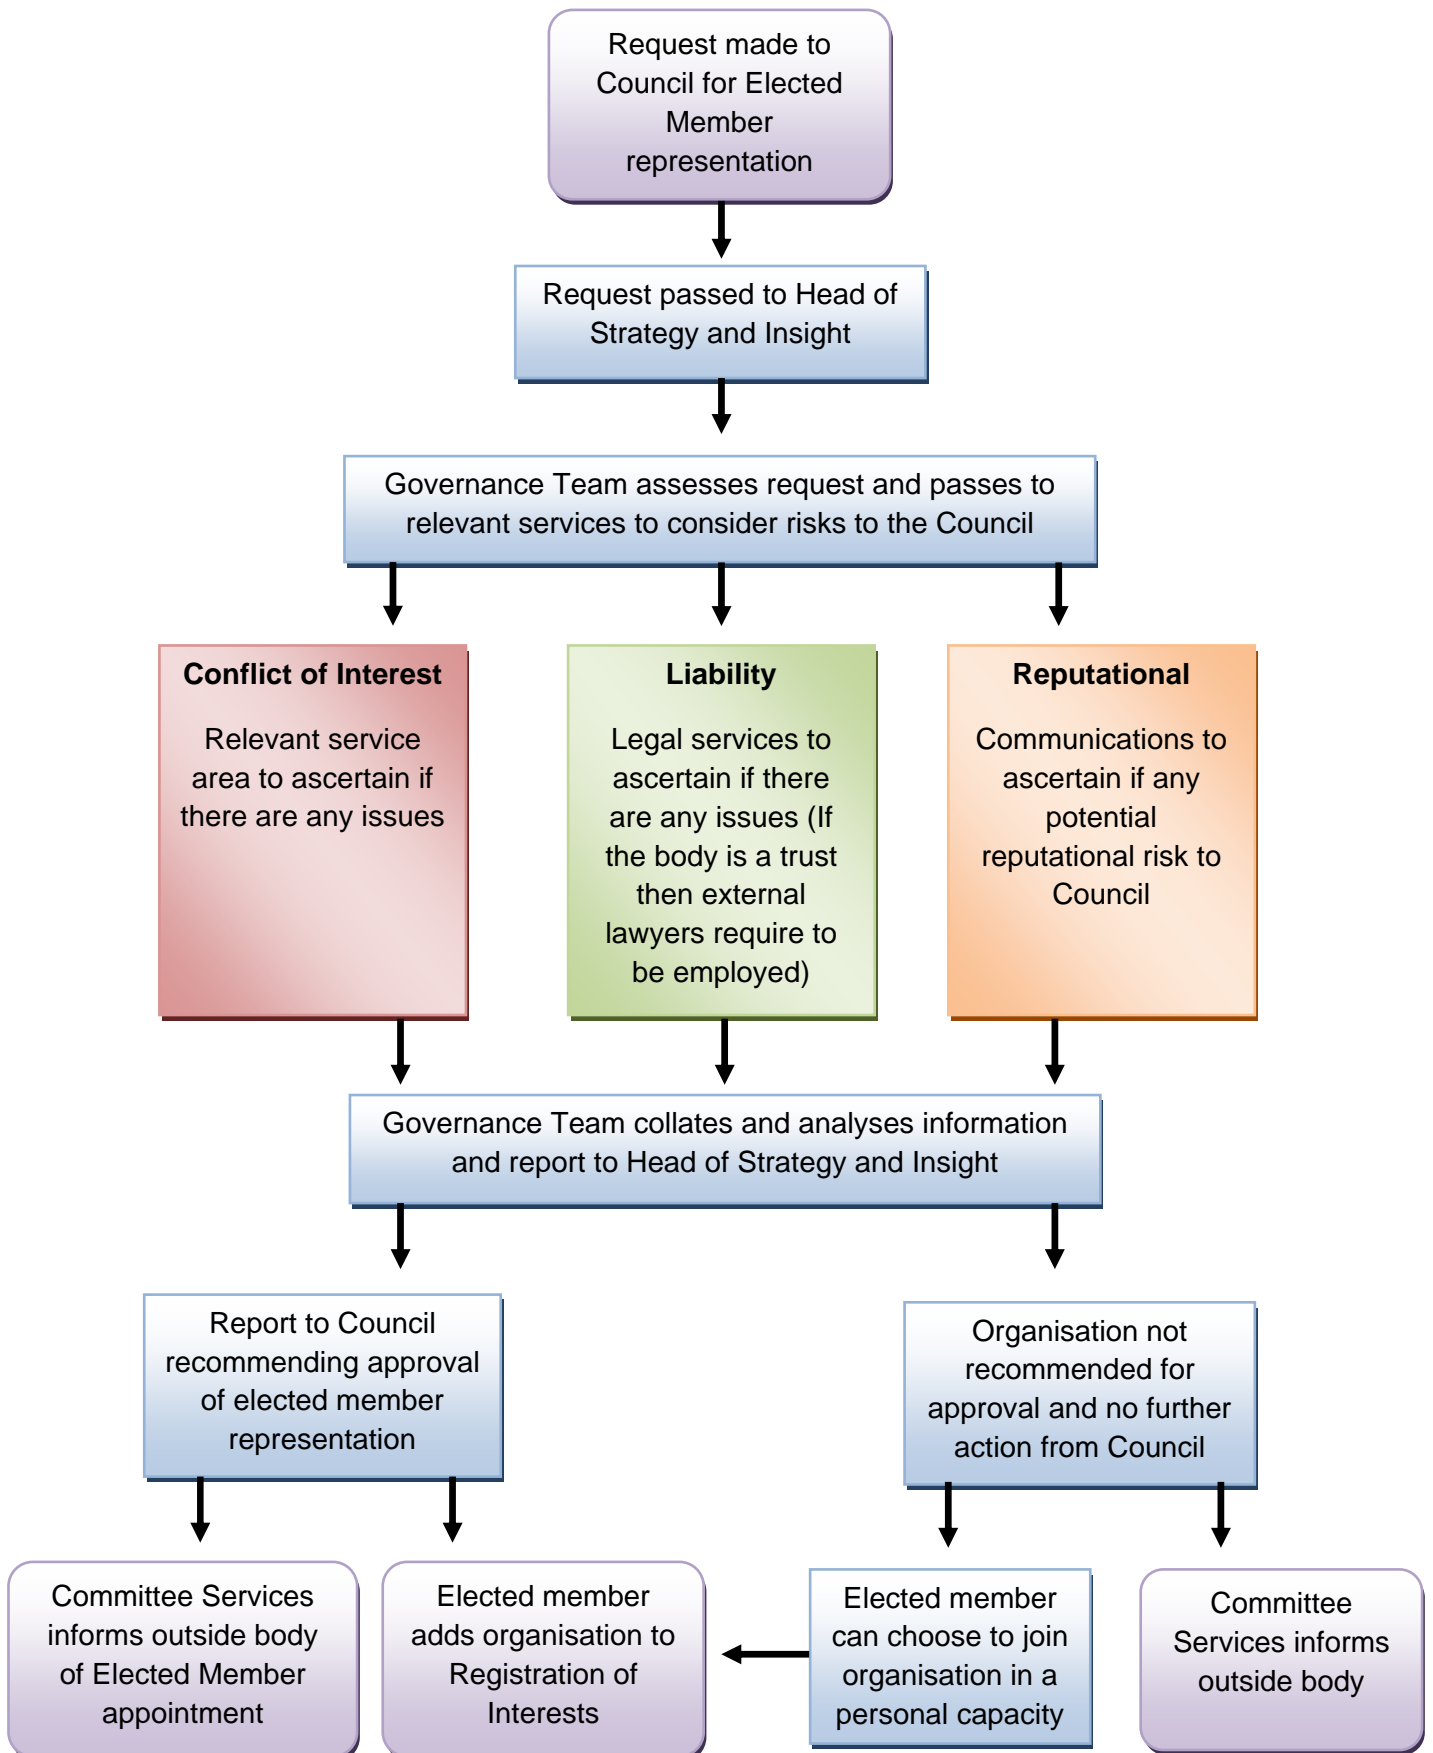 Request made to
Council for Elected
Member
representation
Request passed to Head of
Strategy and Insight
Governance Team assesses request and passes to
relevant services to consider risks to the Council
Conflict of Interest
Relevant service
area to ascertain if
there are any issues
Liability
Legal services to
ascertain if there
are any issues (If
the body is a trust
then external
lawyers require to
be employed)
Reputational
Communications to
ascertain if any
potential
reputational risk to
Council
Governance Team collates and analyses information
and report to Head of Strategy and Insight
Report to Council
recommending approval
of elected member
representation
Organisation not
recommended for
approval and no further
action from Council
Committee Services
informs outside body
of Elected Member
appointment
Elected member
adds organisation to
Registration of
Interests
Elected member
can choose to join
organisation in a
personal capacity
Committee
Services informs
outside body